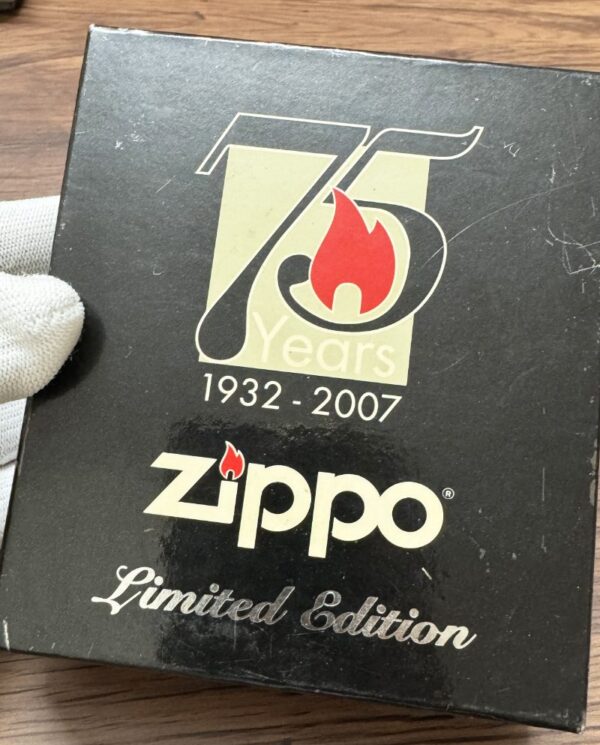 75
Years
1932 - 2007
zippo®
Limited Edition